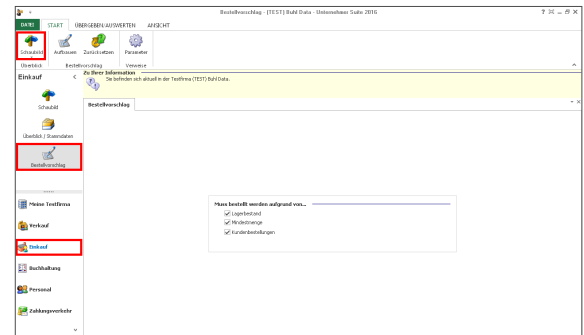 Bestellvorschlag - (TEST) Buhl Data - Unternehmer Suite 2016
DATEI START ÜBERGEBEN/AUSWERTEN ANSICHT
Schaubild Aufbauen Zurücksetzen Parameter
Überblick Bestellvorschlag Verweise
Einkauf
Zu Ihrer Information
Sie befinden sich aktuell in der Testfirma (TEST) Buhl Data.
Schaubild
Bestellvorschlag
Überblick / Stammdaten
Bestellvorschlag
Meine Testfirma
Verkauf
Einkauf
Buchhaltung
Personal
Zahlungsverkehr
Muss bestellt werden aufgrund von...
Lagerbestand
Mindestmenge
Kundenbestellungen